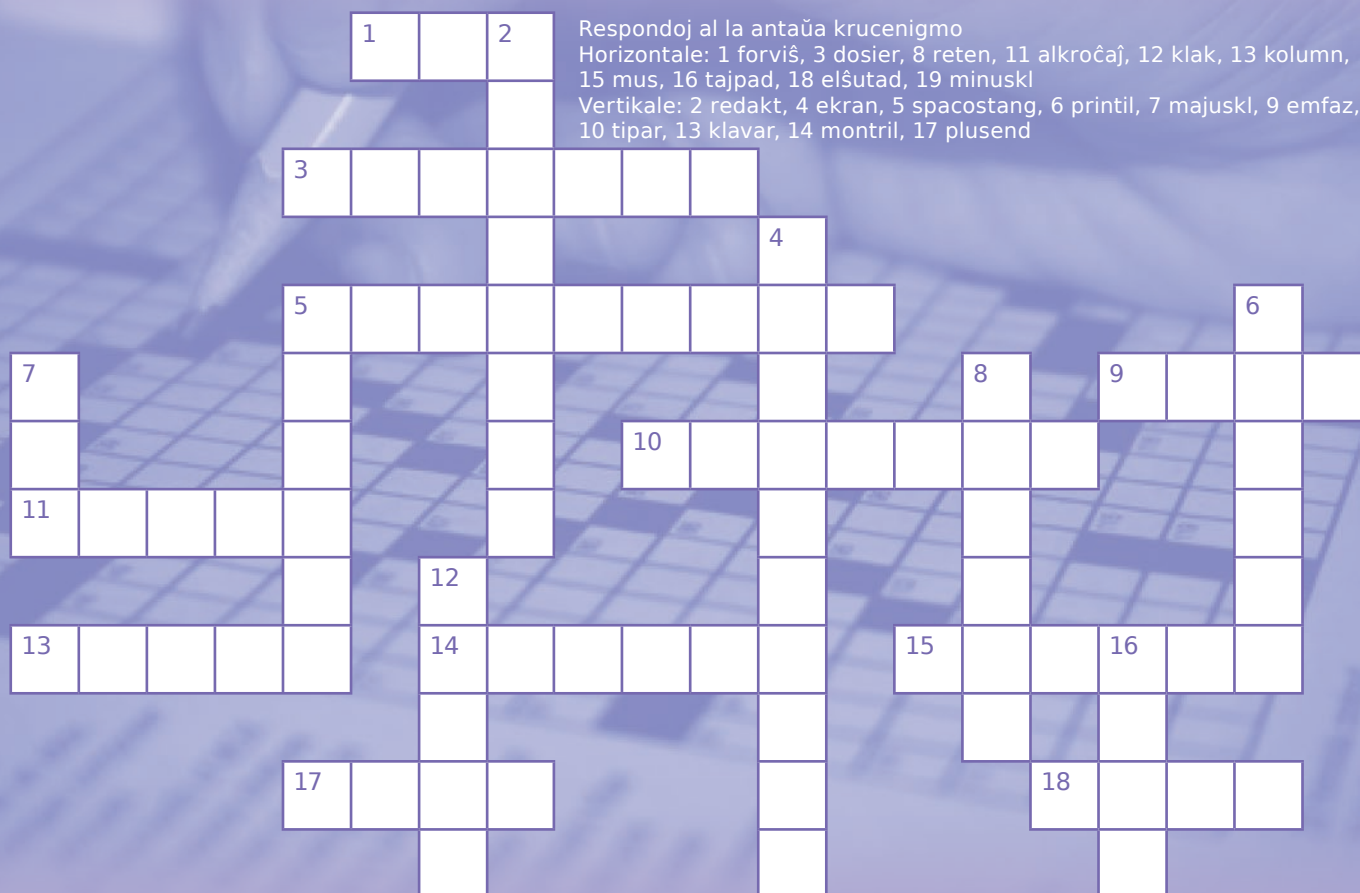 1 2
Respondoj al la antaŭa krucenigmo
Horizontale: 1 forviŝ, 3 dosier, 8 reten, 11 alkroĉaĵ, 12 klak, 13 kolumn,
15 mus, 16 tajpad, 18 elŝutad, 19 minuskl
Vertikale: 2 redakt, 4 ekran, 5 spacostang, 6 printil, 7 majuskl, 9 emfaz,
10 tipar, 13 klavar, 14 montril, 17 plusend
3
4
5 6
7 8 9
10
11
12
13 14 15 16
17 18